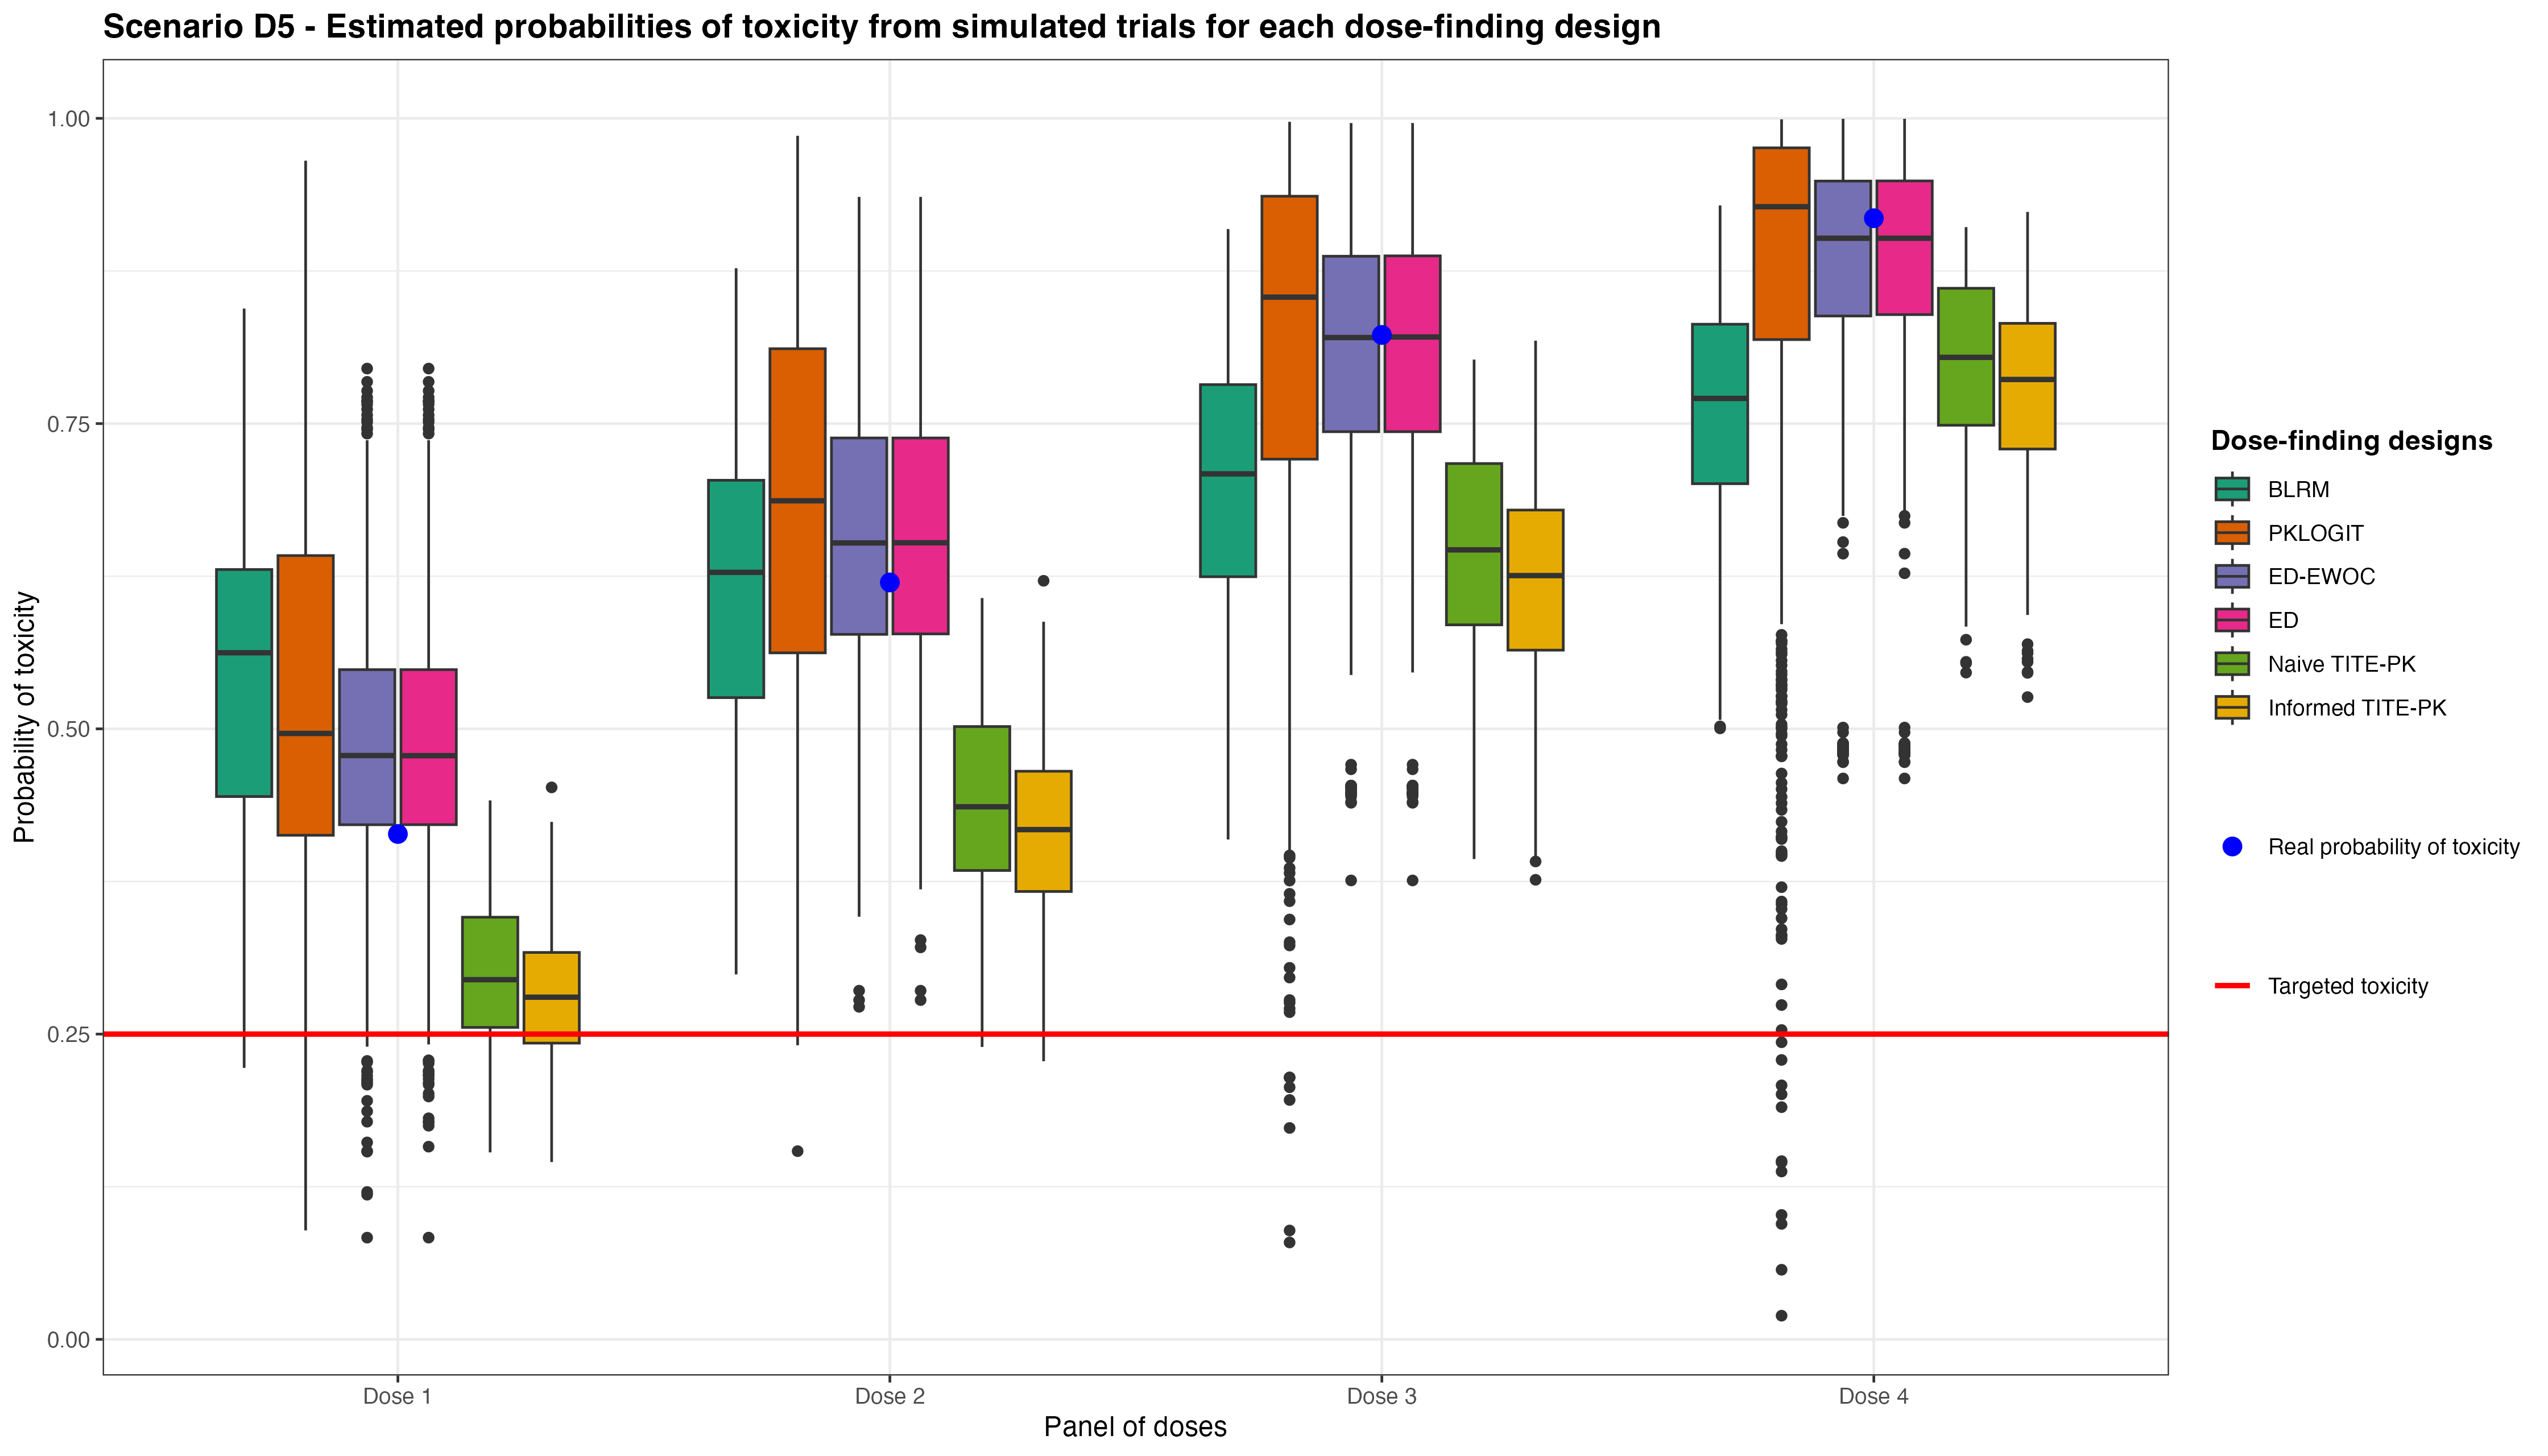 Scenario D5 - Estimated probabilities of toxicity from simulated trials for each dose-finding design
Probability of toxicity
1.00
0.75
0.50
0.25
0.00
Dose 1
Dose 2
Dose 3
Dose 4
Panel of doses
Dose-finding designs
BLRM
PKLOGIT
ED-EWOC
ED
Naive TITE-PK
Informed TITE-PK
Real probability of toxicity
Targeted toxicity